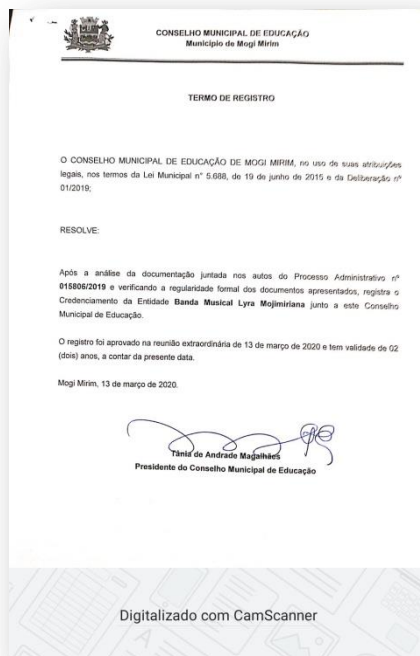 CONSELHO MUNICIPAL DE EDUCAÇÃO
Município de Mogi Mirim
TERMO DE REGISTRO
O CONSELHO MUNICIPAL DE EDUCAÇÃO DE MOGI MIRIM, no uso de suas atribuições
legais, nos termos da Lei Municipal n° 5.688, de 19 de junho de 2015 e da Deliberação nº
01/2019;
RESOLVE:
Após a análise da documentação juntada nos autos do Processo Administrativo nº
015806/2019 e verificando a regularidade formal dos documentos apresentados, registra o
Credenciamento da Entidade Banda Musical Lyra Mojimiriana junto a este Conselho
Municipal de Educação.
O registro foi aprovado na reunião extraordinária de 13 de março de 2020 e tem validade de 02
(dois) anos, a contar da presente data.
Mogi Mirim, 13 de março de 2020.
Tânia de Andrade Magalhães
Presidente do Conselho Municipal de Educação
Digitalizado com CamScanner